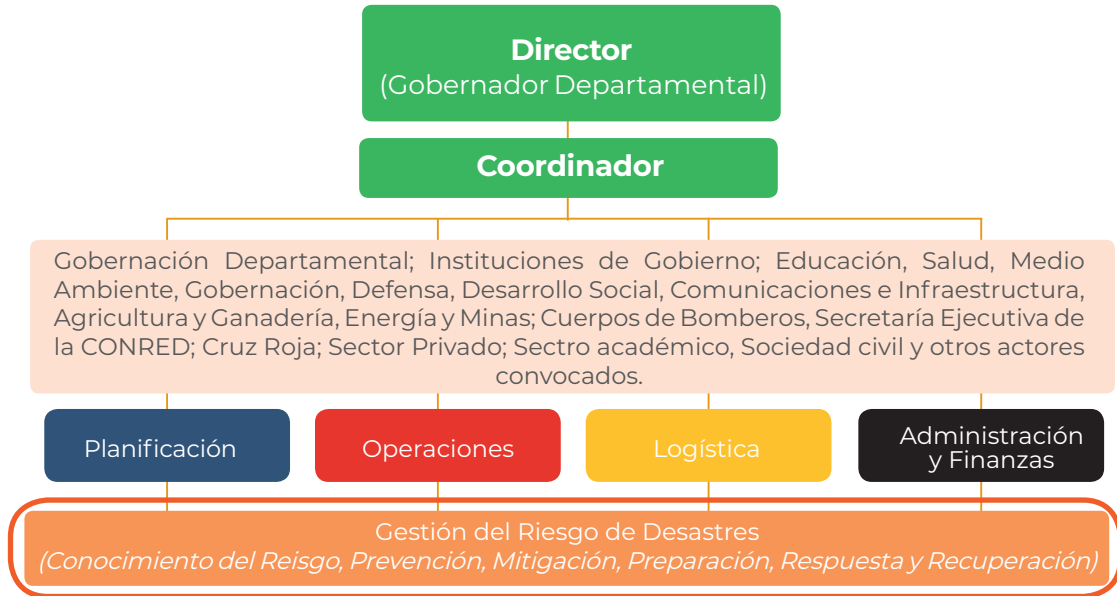 Director
(Gobernador Departamental)
Coordinador
Gobernación Departamental; Instituciones de Gobierno; Educación, Salud, Medio
Ambiente, Gobernación, Defensa, Desarrollo Social, Comunicaciones e Infraestructura,
Agricultura y Ganadería, Energía y Minas; Cuerpos de Bomberos, Secretaría Ejecutiva de
la CONRED; Cruz Roja; Sector Privado; Sectro académico, Sociedad civil y otros actores
convocados.
Planificación
Operaciones
Logística
Administración
y Finanzas
Gestión del Riesgo de Desastres
(Conocimiento del Reisgo, Prevención, Mitigación, Preparación, Respuesta y Recuperación)